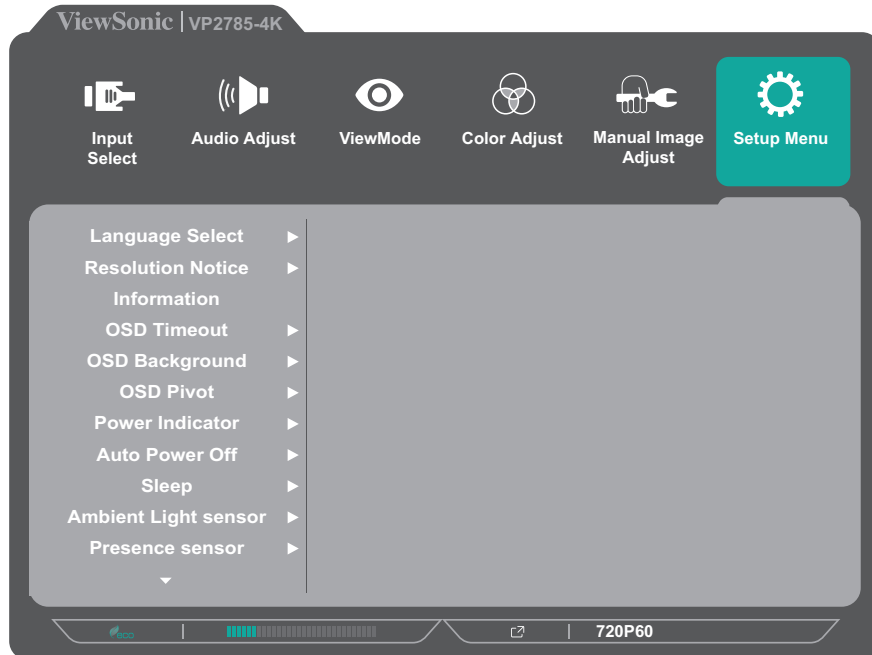 ViewSonic | VP2785-4K
Input Select
Audio Adjust
ViewMode
Color Adjust
Manual Image Adjust
Setup Menu
Language Select
Resolution Notice
Information
OSD Timeout
OSD Background
OSD Pivot
Power Indicator
Auto Power Off
Sleep
Ambient Light sensor
Presence sensor
eco
720P60